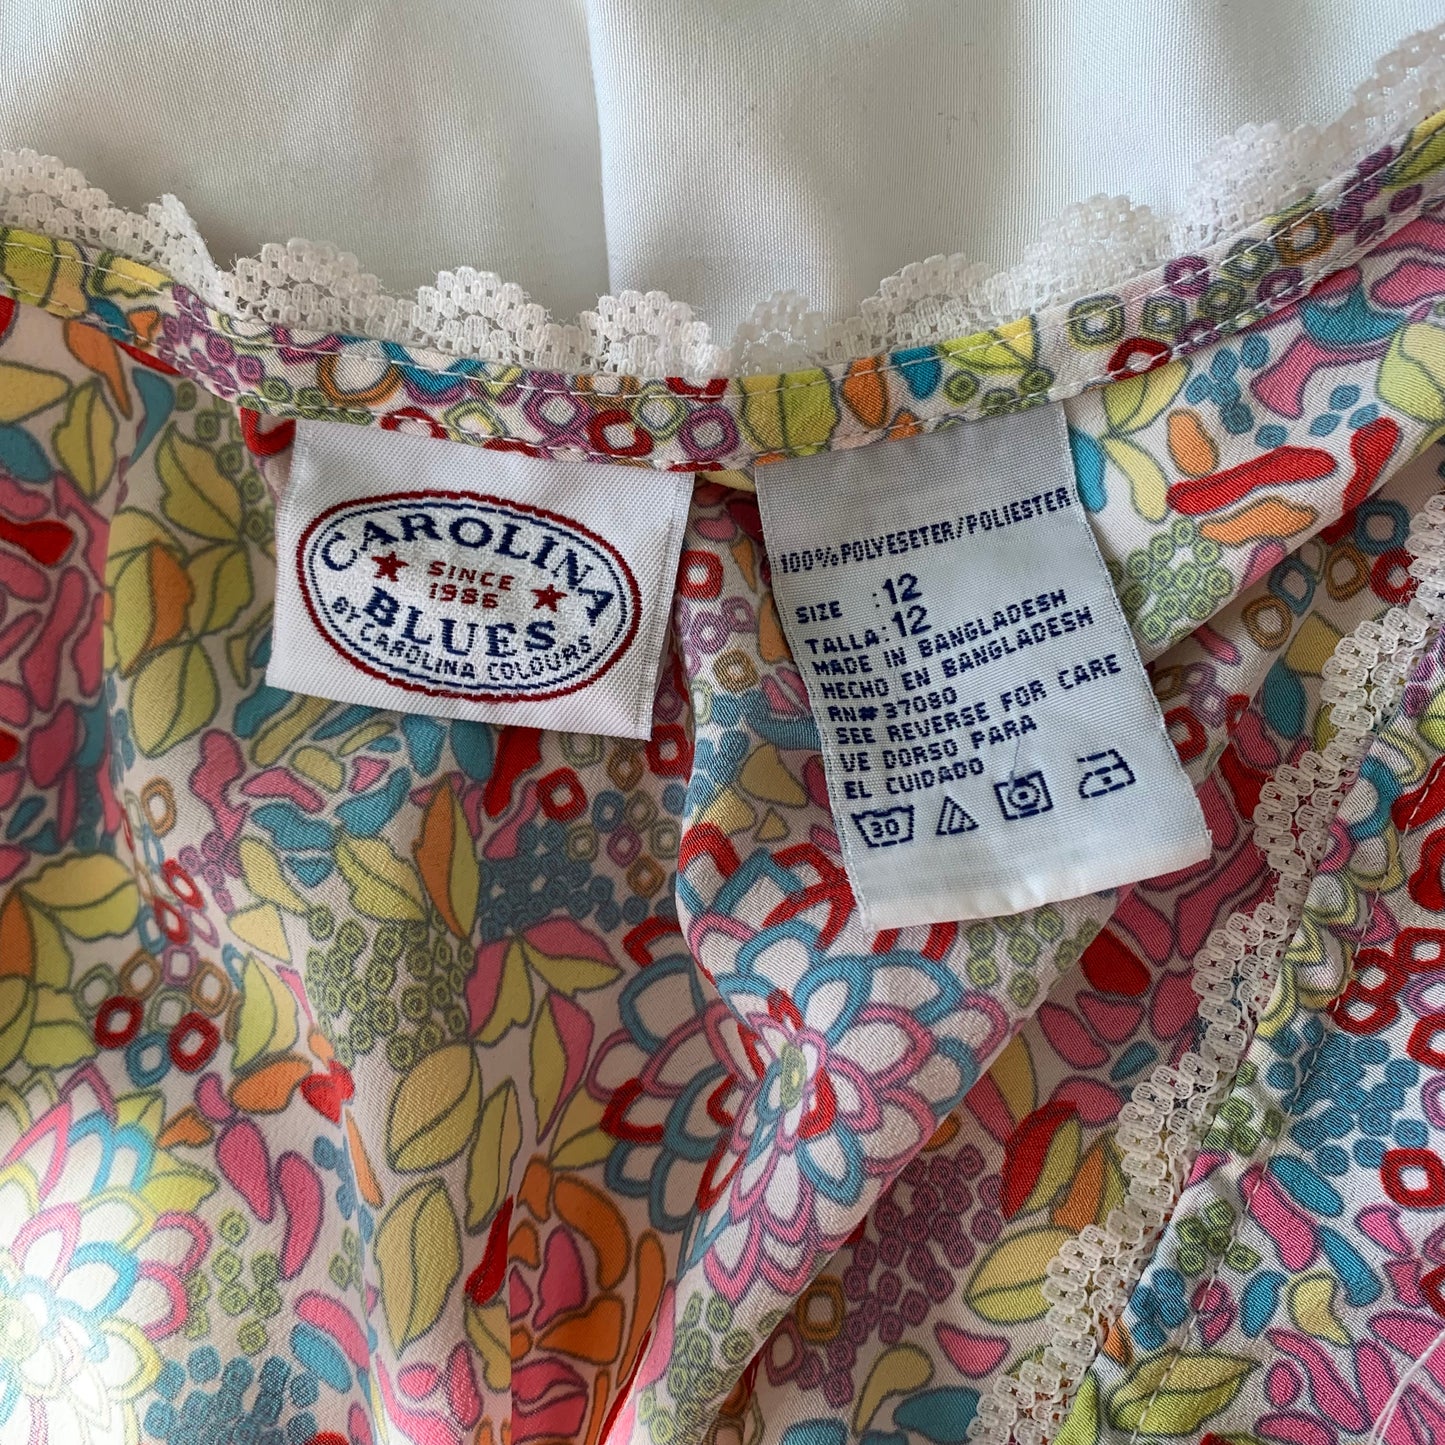 CAROLINA
SINCE
1986
BLUES
BY CAROLINA COLOURS
100% POLYESETER/POLIESTER
SIZE :12
TALLA:12
MADE IN BANGLADESH
HECHO EN BANGLADESH
RN#37080
SEE REVERSE FOR CARE
VE DORSO PARA
EL CUIDADO
30